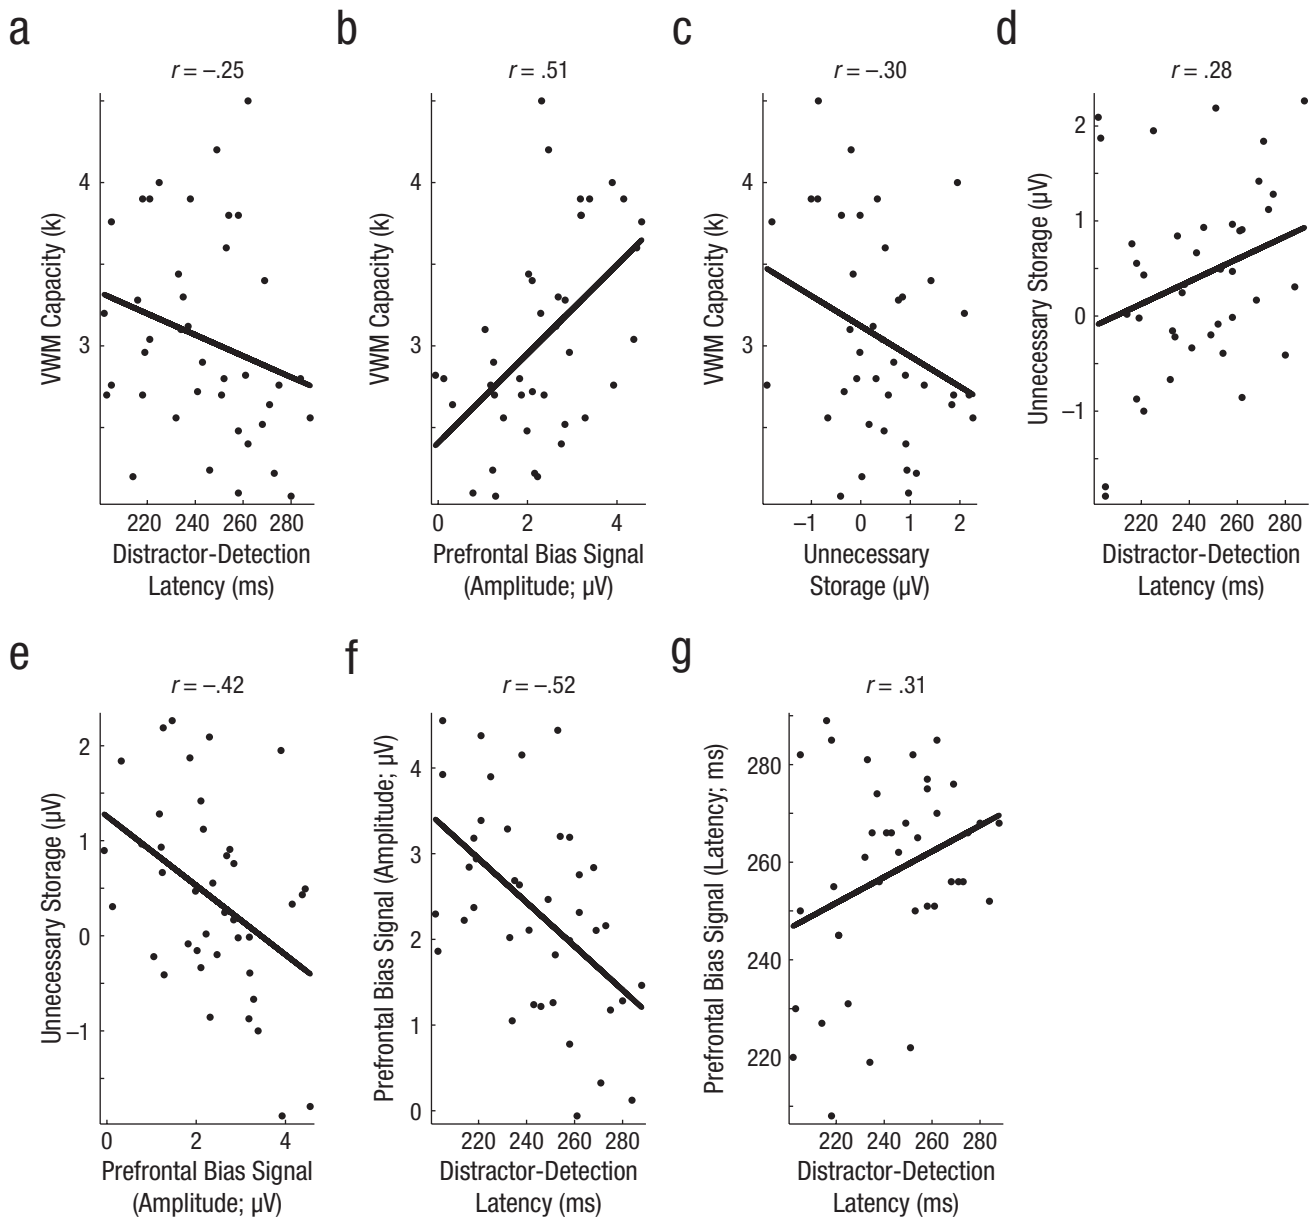 a
b
c
d
r = –.25
r = .51
r = –.30
r = .28
VWM Capacity (k)
4
3
220 240 260 280
Distractor-Detection
Latency (ms)
VWM Capacity (k)
4
3
0 2 4
Prefrontal Bias Signal
(Amplitude; µV)
VWM Capacity (k)
4
3
–1 0 1 2
Unnecessary
Storage (µV)
Unnecessary Storage (µV)
2
1
0
–1
220 240 260 280
Distractor-Detection
Latency (ms)
e
f
g
r = –.42
r = –.52
r = .31
Unnecessary Storage (µV)
2
1
0
–1
0 2 4
Prefrontal Bias Signal
(Amplitude; µV)
Prefrontal Bias Signal (Amplitude; µV)
4
3
2
1
0
220 240 260 280
Distractor-Detection
Latency (ms)
Prefrontal Bias Signal (Latency; ms)
280
260
240
220
220 240 260 280
Distractor-Detection
Latency (ms)